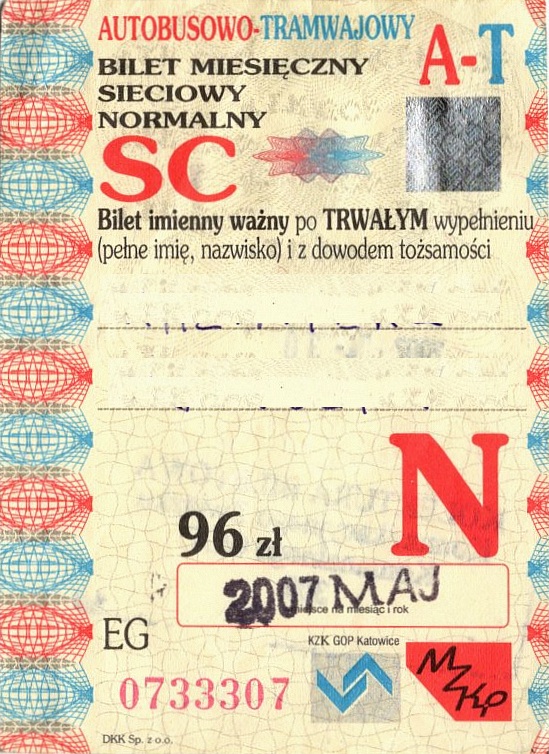 AUTOBUSOWO-TRAMWAJOWY
A-T
BILET MIESIĘCZNY
SIECIOWY
NORMALNY
SC
Bilet imienny ważny po TRWAŁYM wypełnieniu
(pełne imię, nazwisko) i z dowodem tożsamości
N
96 zł
2007 MAJ
miejsce na miesiąc i rok
EG
KZK GOP Katowice
0733307
MZKP
DKK Sp. z o.o.